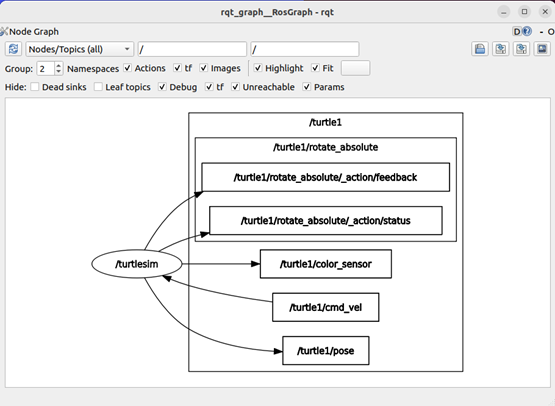 rqt_graph__RosGraph - rqt
Node Graph
D - O
Nodes/Topics (all) / /
Group: 2 Namespaces Actions tf Images Highlight Fit
Hide: Dead sinks Leaf topics Debug tf Unreachable Params
/turtle1
/turtle1/rotate_absolute
/turtle1/rotate_absolute/_action/feedback
/turtle1/rotate_absolute/_action/status
/turtlesim
/turtle1/color_sensor
/turtle1/cmd_vel
/turtle1/pose